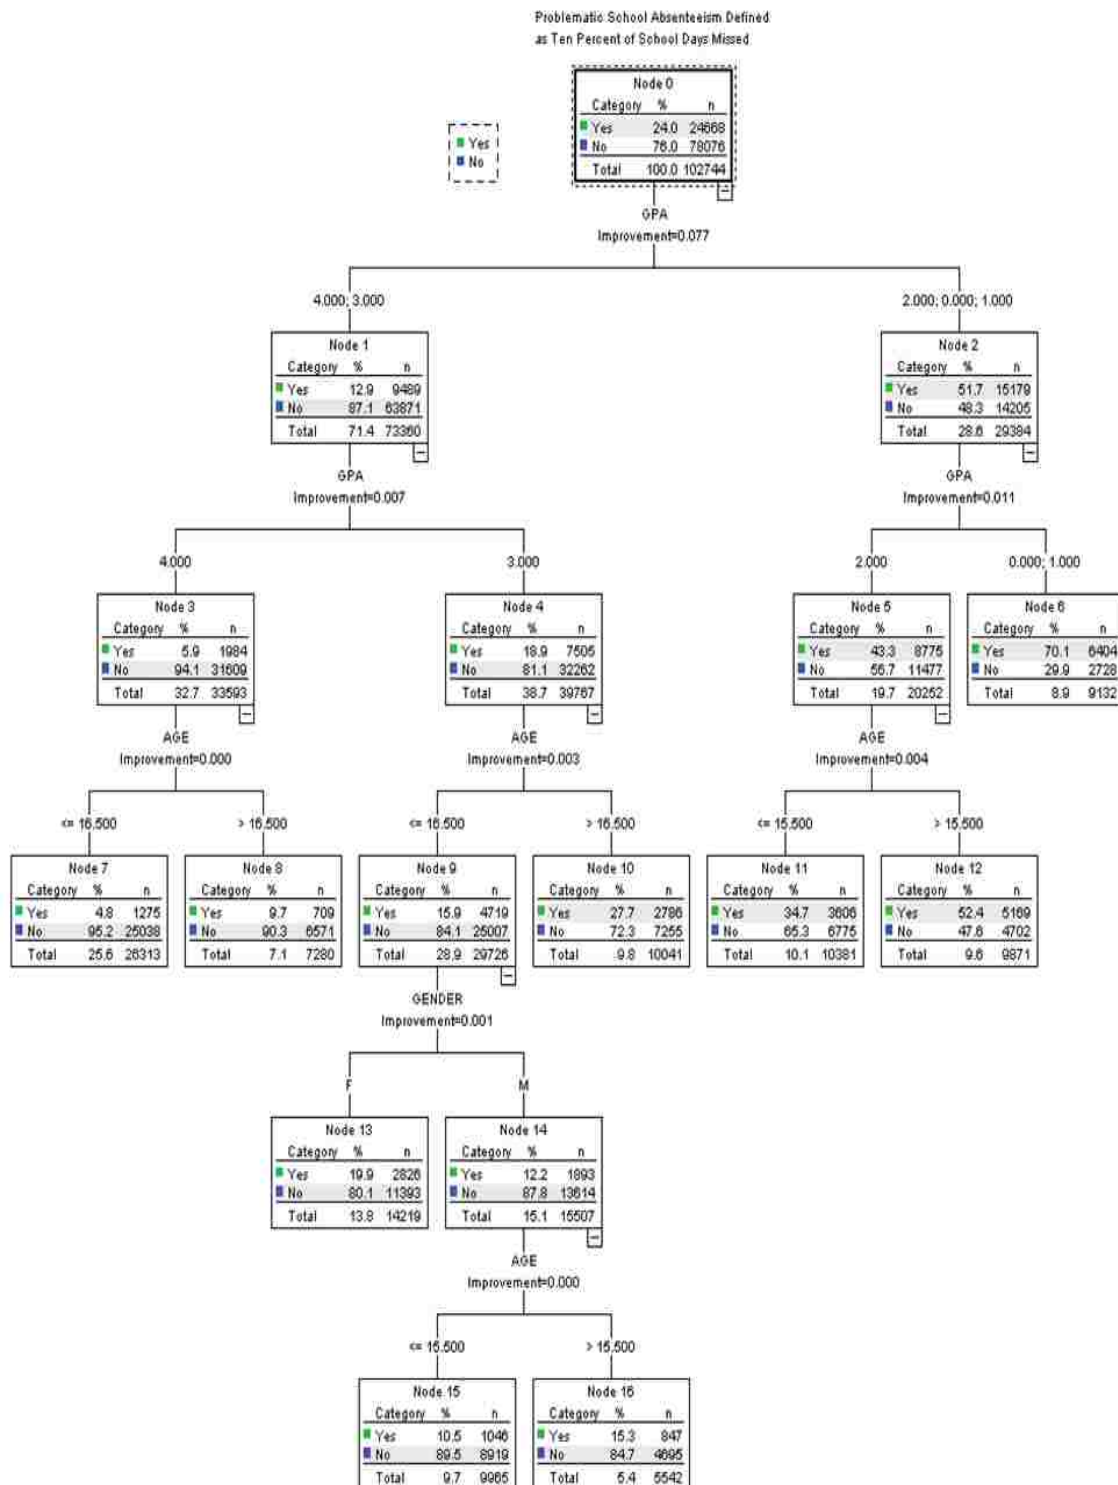 Problematic School Absenteeism Defined
as Ten Percent of School Days Missed
Node 0
Category % n
Yes 24.0 24668
No 76.0 78076
Total 100.0 102744
Yes
No
GPA
Improvement=0.077
4.000; 3.000
2.000; 0.000; 1.000
Node 1
Category % n
Yes 12.9 9489
No 87.1 63871
Total 71.4 73360
Node 2
Category % n
Yes 51.7 15179
No 48.3 14205
Total 28.6 29384
GPA
Improvement=0.007
GPA
Improvement=0.011
4.000
3.000
2.000
0.000; 1.000
Node 3
Category % n
Yes 5.9 1984
No 94.1 31609
Total 32.7 33593
Node 4
Category % n
Yes 18.9 7505
No 81.1 32262
Total 38.7 39767
Node 5
Category % n
Yes 43.3 8775
No 56.7 11477
Total 19.7 20252
Node 6
Category % n
Yes 70.1 6404
No 29.9 2728
Total 8.9 9132
AGE
Improvement=0.000
AGE
Improvement=0.003
AGE
Improvement=0.004
<= 16.500
> 16.500
<= 16.500
> 16.500
<= 15.500
> 15.500
Node 7
Category % n
Yes 4.8 1275
No 95.2 25038
Total 25.6 26313
Node 8
Category % n
Yes 9.7 709
No 90.3 6571
Total 7.1 7280
Node 9
Category % n
Yes 15.9 4719
No 84.1 25007
Total 28.9 29726
Node 10
Category % n
Yes 27.7 2786
No 72.3 7255
Total 9.8 10041
Node 11
Category % n
Yes 34.7 3606
No 65.3 6775
Total 10.1 10381
Node 12
Category % n
Yes 52.4 5169
No 47.6 4702
Total 9.6 9871
GENDER
Improvement=0.001
F
M
Node 13
Category % n
Yes 19.9 2826
No 80.1 11393
Total 13.8 14219
Node 14
Category % n
Yes 12.2 1893
No 87.8 13614
Total 15.1 15507
AGE
Improvement=0.000
<= 15.500
> 15.500
Node 15
Category % n
Yes 10.5 1046
No 89.5 8919
Total 9.7 9965
Node 16
Category % n
Yes 15.3 847
No 84.7 4695
Total 5.4 5542